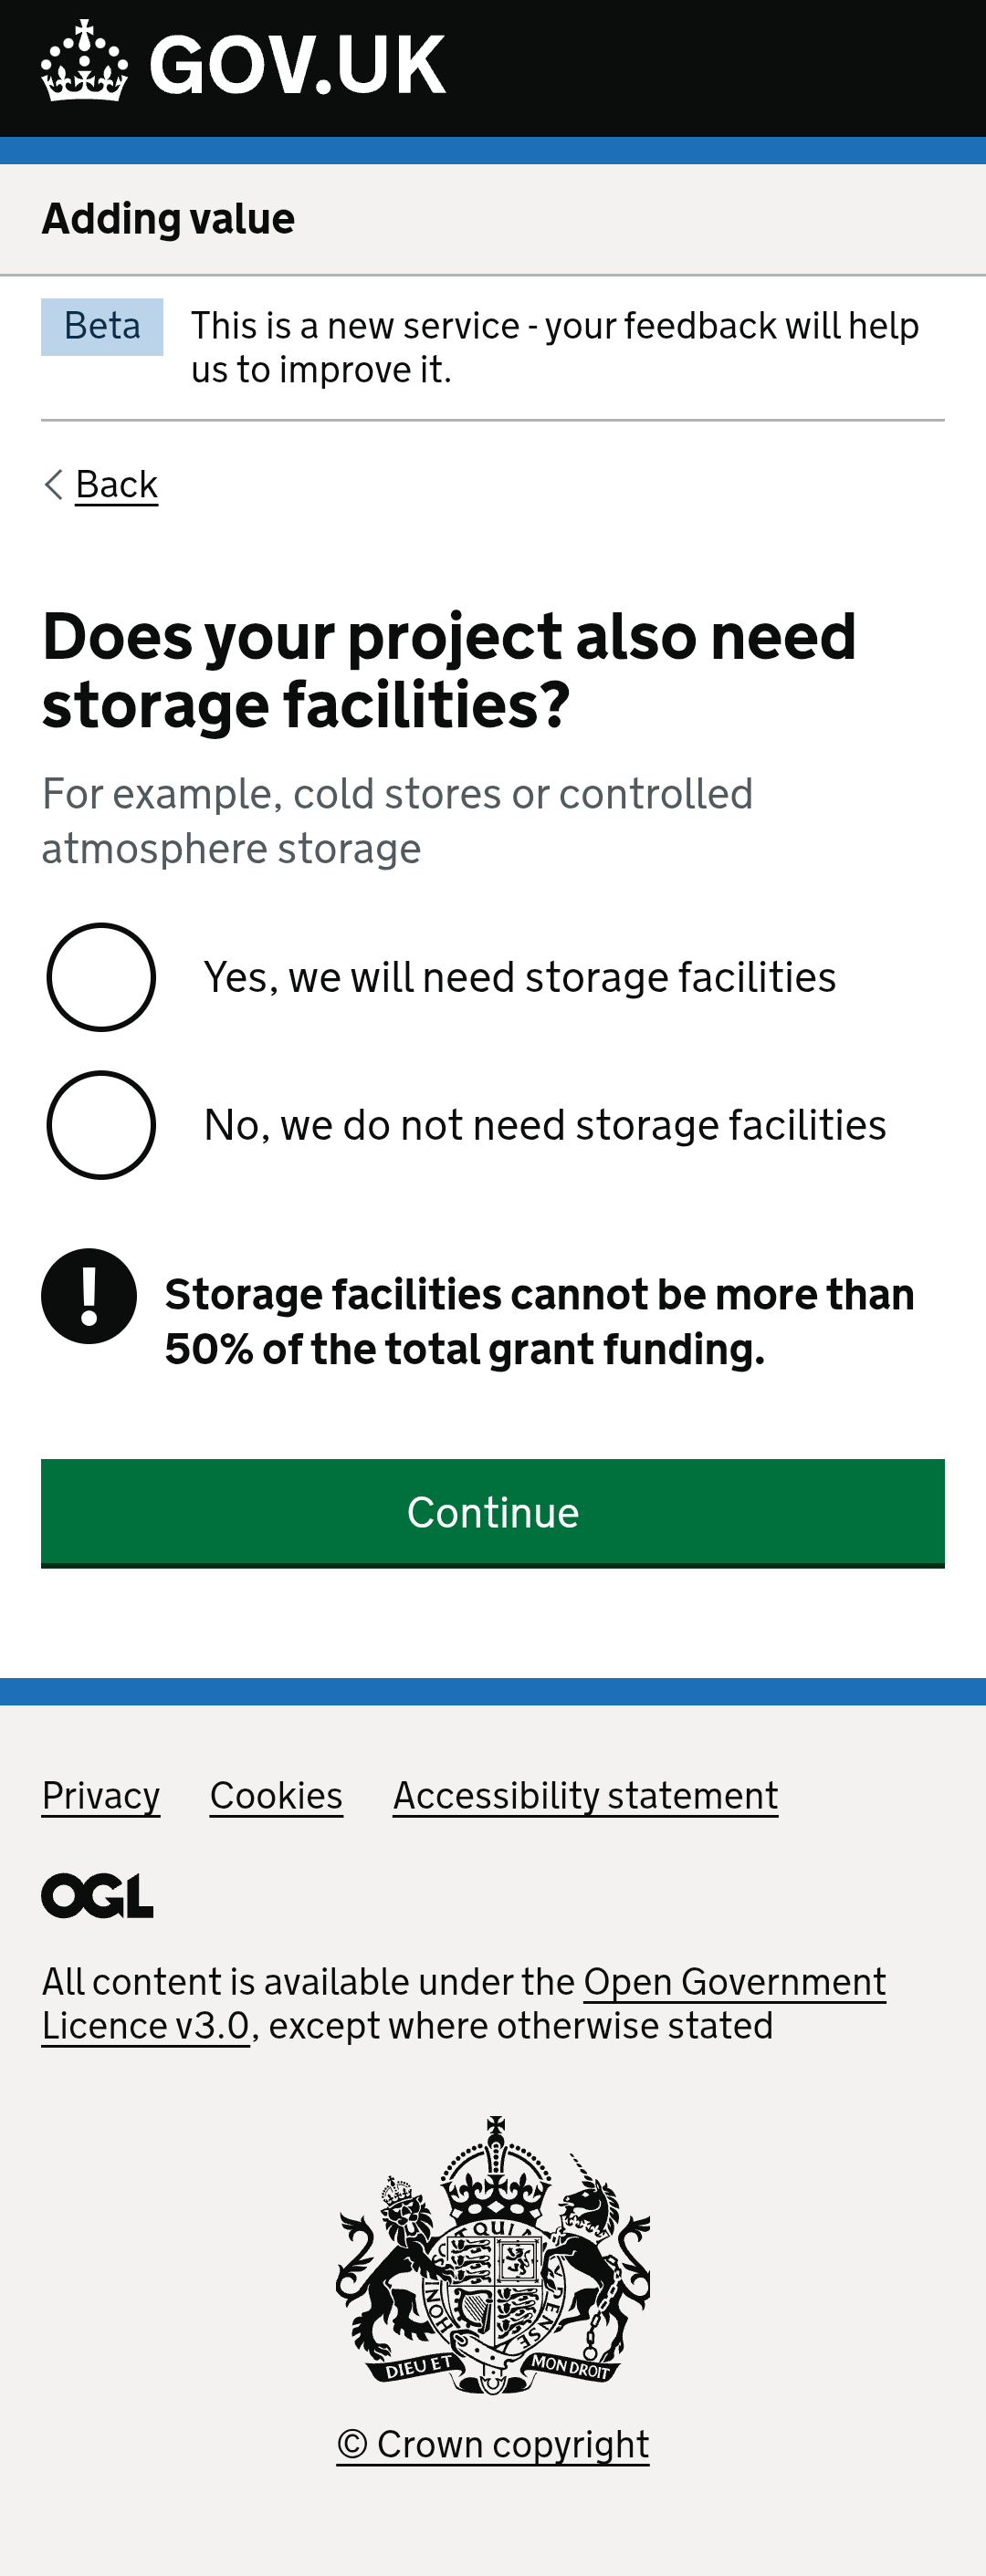 GOV.UK
Adding value
Beta
This is a new service - your feedback will help
us to improve it.
Back
Does your project also need
storage facilities?
For example, cold stores or controlled
atmosphere storage
Yes, we will need storage facilities
No, we do not need storage facilities
!
Storage facilities cannot be more than
50% of the total grant funding.
Continue
Privacy Cookies Accessibility statement
OGL
All content is available under the Open Government
Licence v3.0, except where otherwise stated
QUI
HONI
PENSE
DIEU ET MON DROIT
© Crown copyright